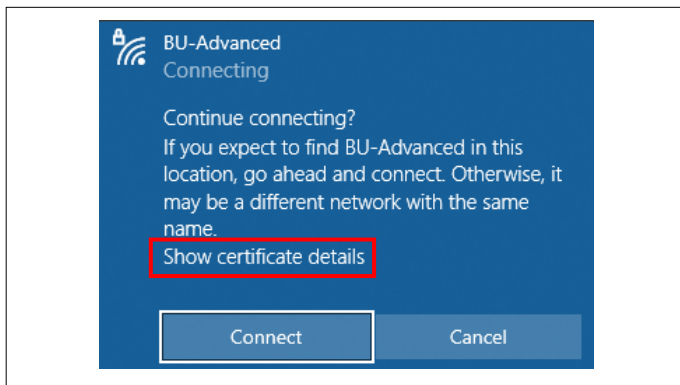 BU-Advanced
Connecting
Continue connecting?
If you expect to find BU-Advanced in this
location, go ahead and connect. Otherwise, it
may be a different network with the same
name.
Show certificate details
Connect
Cancel